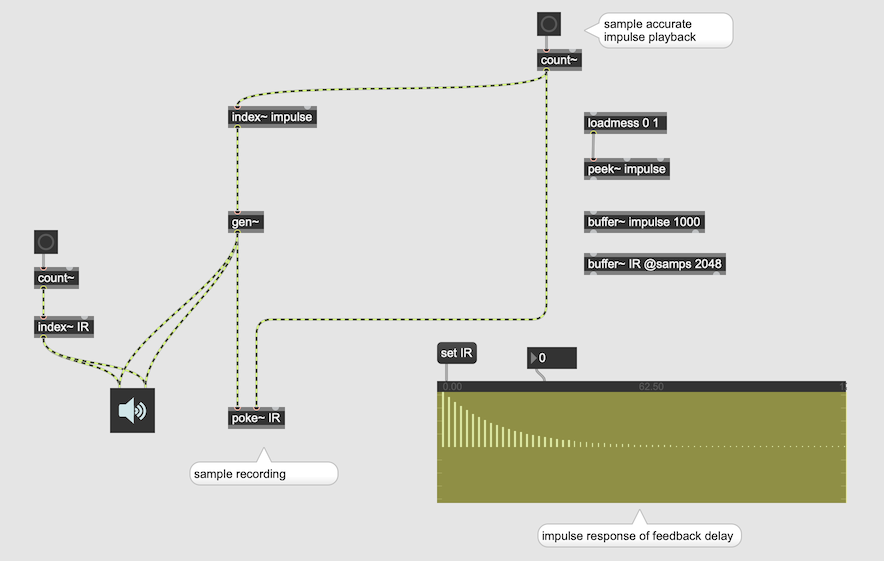 sample accurate
impulse playback
count~
index~ impulse
loadmess 0 1
peek~ impulse
gen~
buffer~ impulse 1000
buffer~ IR @samps 2048
count~
index~ IR
set IR
0
0.00
62.50
poke~ IR
sample recording
impulse response of feedback delay